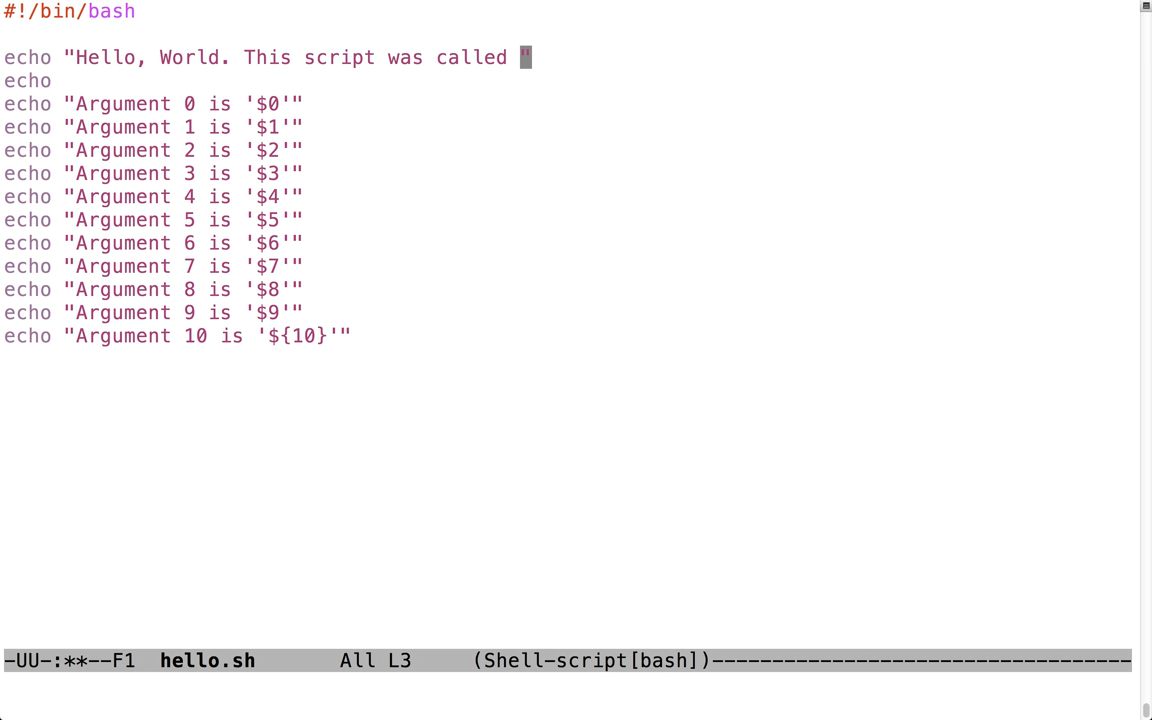 #!/bin/bash
echo "Hello, World. This script was called "
echo
echo "Argument 0 is '$0'"
echo "Argument 1 is '$1'"
echo "Argument 2 is '$2'"
echo "Argument 3 is '$3'"
echo "Argument 4 is '$4'"
echo "Argument 5 is '$5'"
echo "Argument 6 is '$6'"
echo "Argument 7 is '$7'"
echo "Argument 8 is '$8'"
echo "Argument 9 is '$9'"
echo "Argument 10 is '${10}'"
-UU-:**--F1  hello.sh       All L3     (Shell-script[bash])-----------------------------------